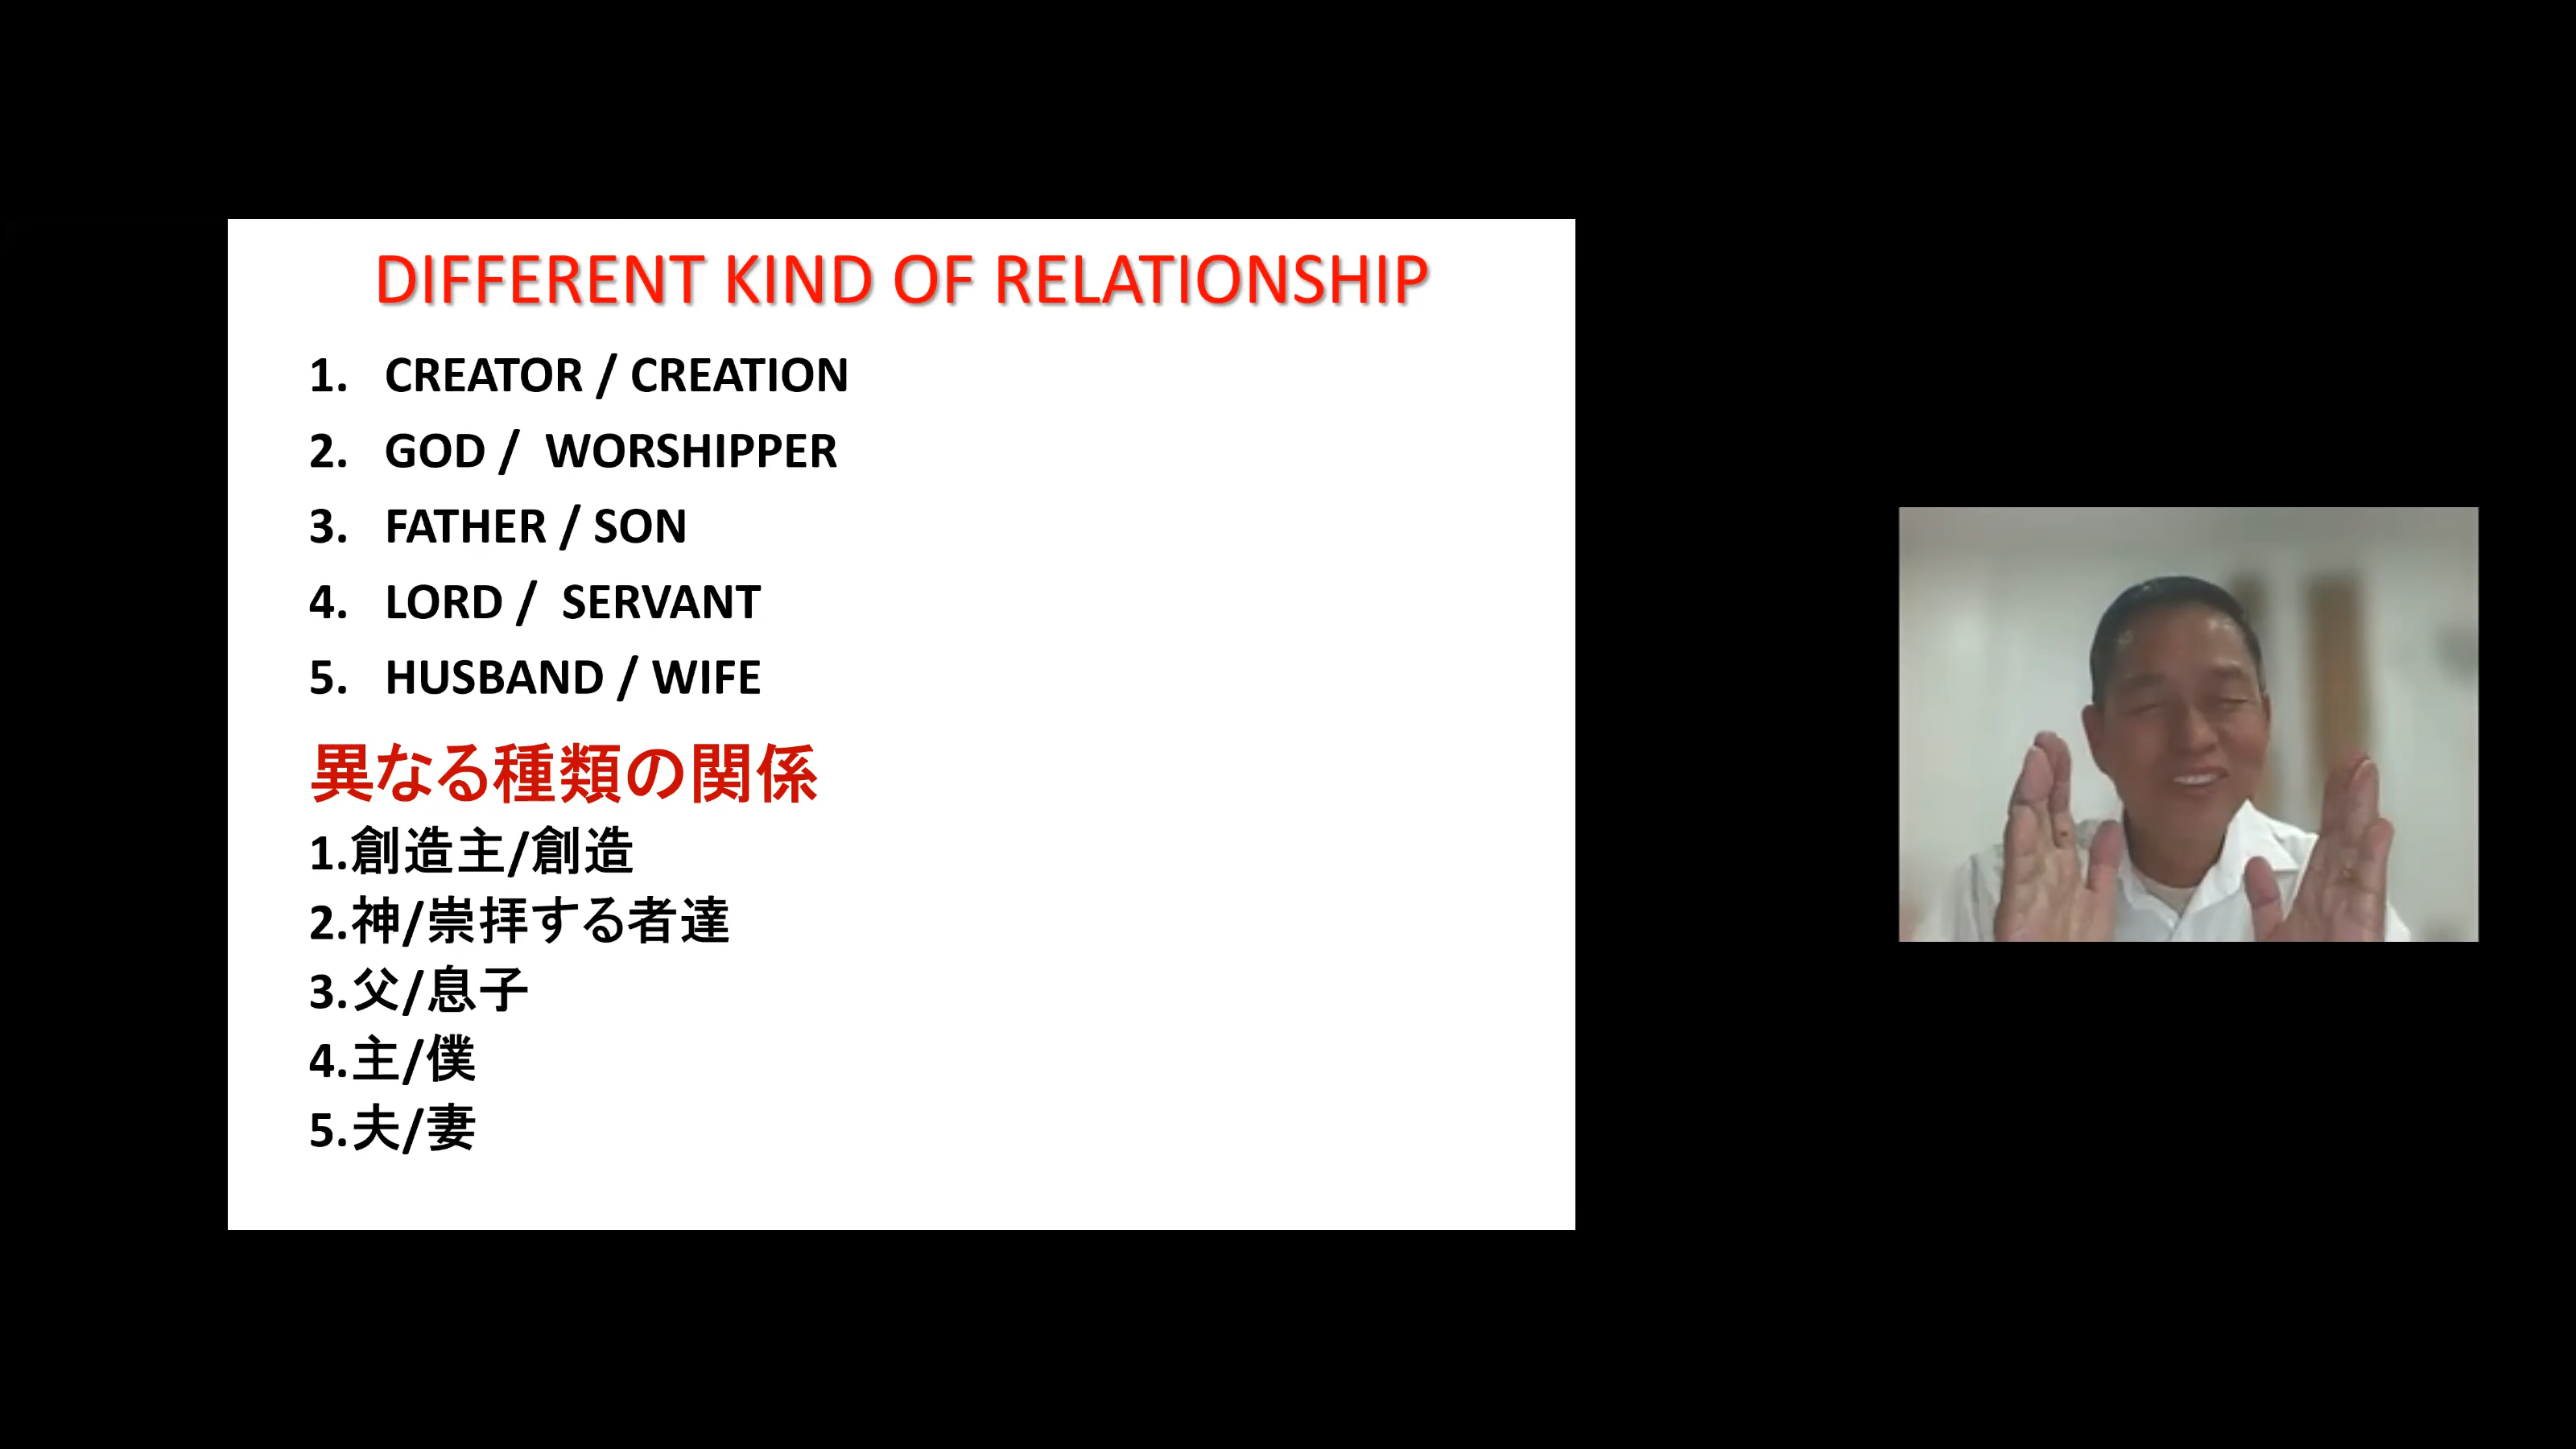 DIFFERENT KIND OF RELATIONSHIP
1. CREATOR / CREATION
2. GOD / WORSHIPPER
3. FATHER / SON
4. LORD / SERVANT
5. HUSBAND / WIFE
異なる種類の関係
1.創造主/創造
2.神/崇拝する者達
3.父/息子
4.主/僕
5.夫/妻